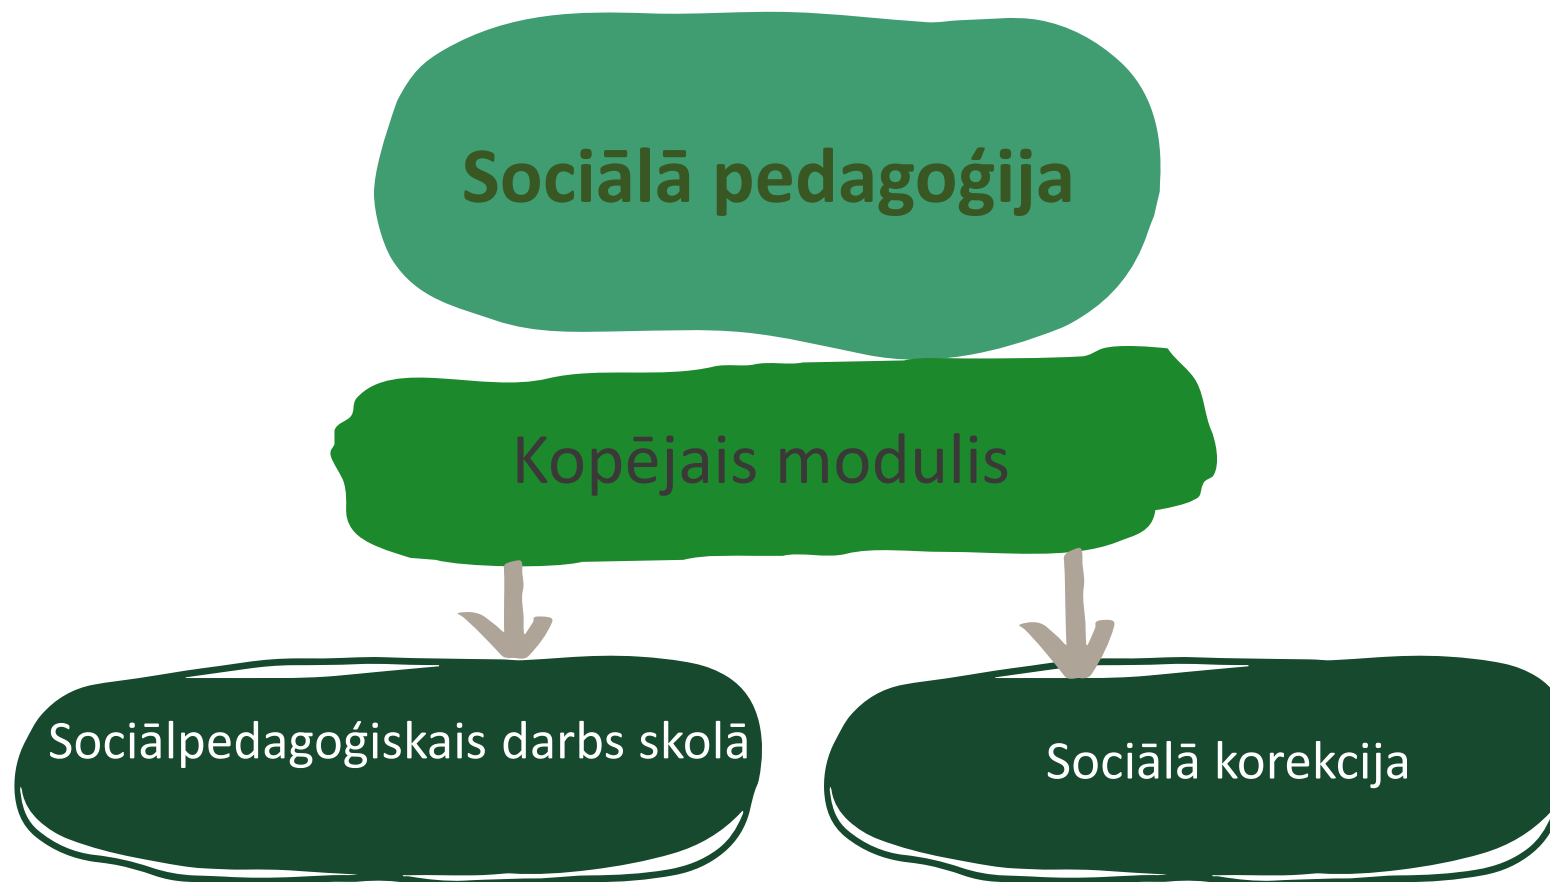 Sociālā pedagoģija
Kopējais modulis
Sociālpedagoģiskais darbs skolā
Sociālā korekcija